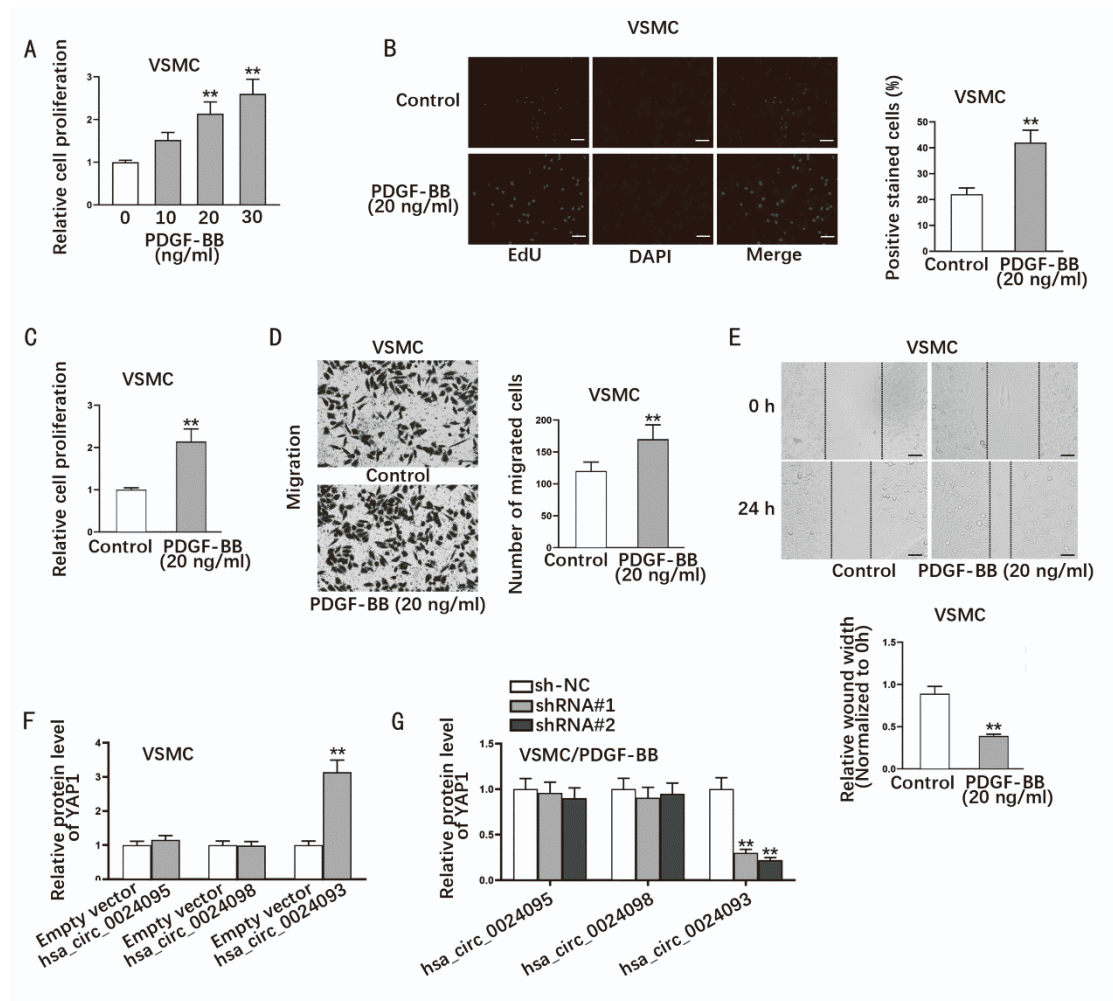 A
VSMC
Relative cell proliferation
3
2
1
0
**
**
0 10 20 30
PDGF-BB
(ng/ml)
B
VSMC
Control
PDGF-BB
(20 ng/ml)
EdU DAPI Merge
VSMC
Positive stained cells (%)
50
40
30
20
10
0
**
Control PDGF-BB
(20 ng/ml)
C
VSMC
Relative cell proliferation
3
2
1
0
**
Control PDGF-BB
(20 ng/ml)
D
VSMC
Migration
Control
PDGF-BB (20 ng/ml)
VSMC
Number of migrated cells
200
150
100
50
0
**
Control PDGF-BB
(20 ng/ml)
E
VSMC
0 h
24 h
Control PDGF-BB (20 ng/ml)
VSMC
Relative wound width
(Normalized to 0h)
1.5
1.0
0.5
0.0
**
Control PDGF-BB
(20 ng/ml)
F
VSMC
Relative protein level
of YAP1
4
3
2
1
0
**
Empty vector
hsa_circ_0024095
Empty vector
hsa_circ_0024098
Empty vector
hsa_circ_0024093
G
sh-NC
shRNA#1
shRNA#2
VSMC/PDGF-BB
Relative protein level
of YAP1
1.5
1.0
0.5
0.0
** **
hsa_circ_0024095
hsa_circ_0024098
hsa_circ_0024093